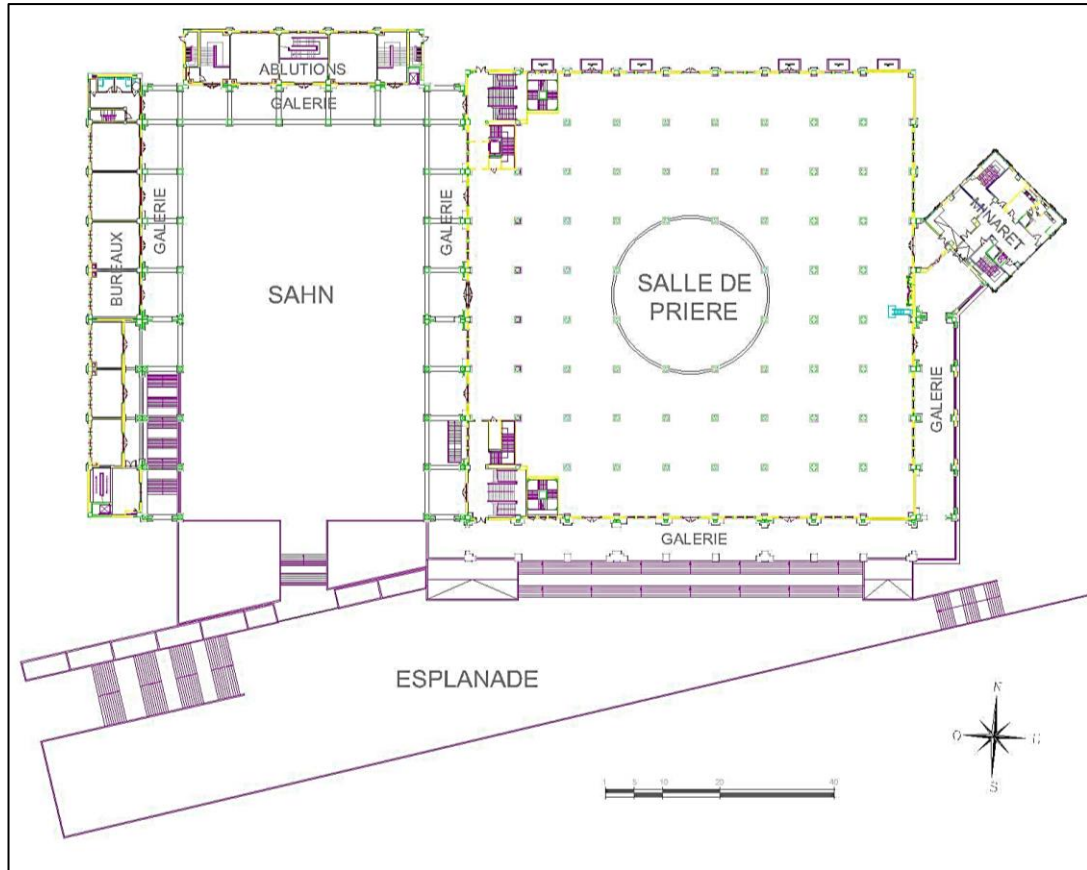 ABLUTIONS
GALERIE
GALERIE
GALERIE
BUREAUX
SAHN
SALLE DE
PRIERE
MINARET
GALERIE
GALERIE
ESPLANADE
N
O
S
1 5 10 20 40